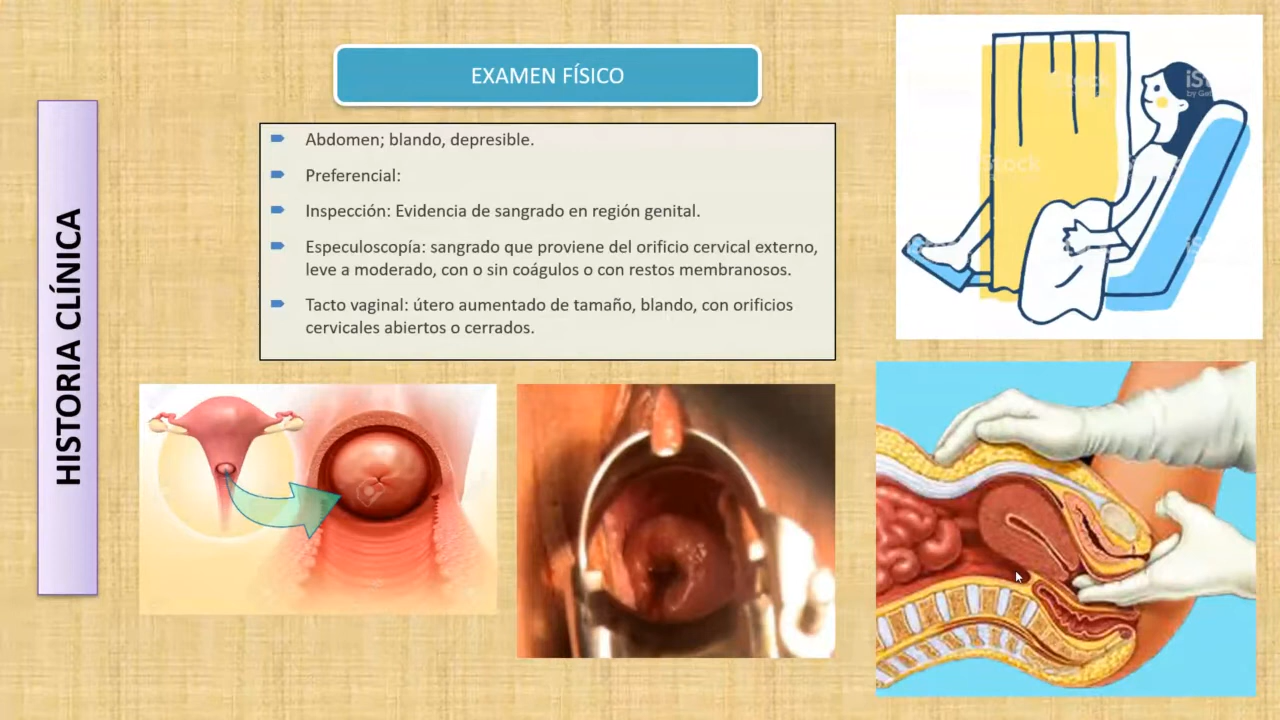 EXAMEN FÍSICO
HISTORIA CLÍNICA
Abdomen; blando, depresible.
Preferencial:
Inspección: Evidencia de sangrado en región genital.
Especuloscopía: sangrado que proviene del orificio cervical externo,
leve a moderado, con o sin coágulos o con restos membranosos.
Tacto vaginal: útero aumentado de tamaño, blando, con orificios
cervicales abiertos o cerrados.